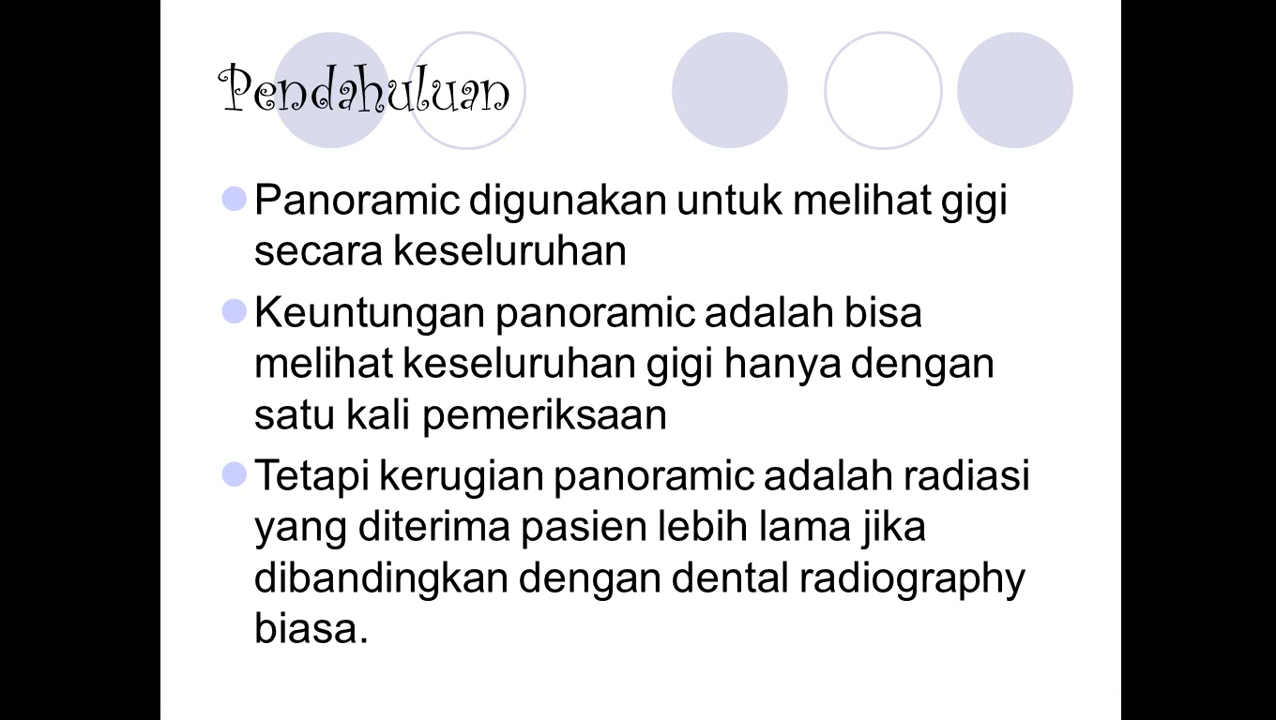 Pendahuluan
Panoramic digunakan untuk melihat gigi
secara keseluruhan
Keuntungan panoramic adalah bisa
melihat keseluruhan gigi hanya dengan
satu kali pemeriksaan
Tetapi kerugian panoramic adalah radiasi
yang diterima pasien lebih lama jika
dibandingkan dengan dental radiography
biasa.